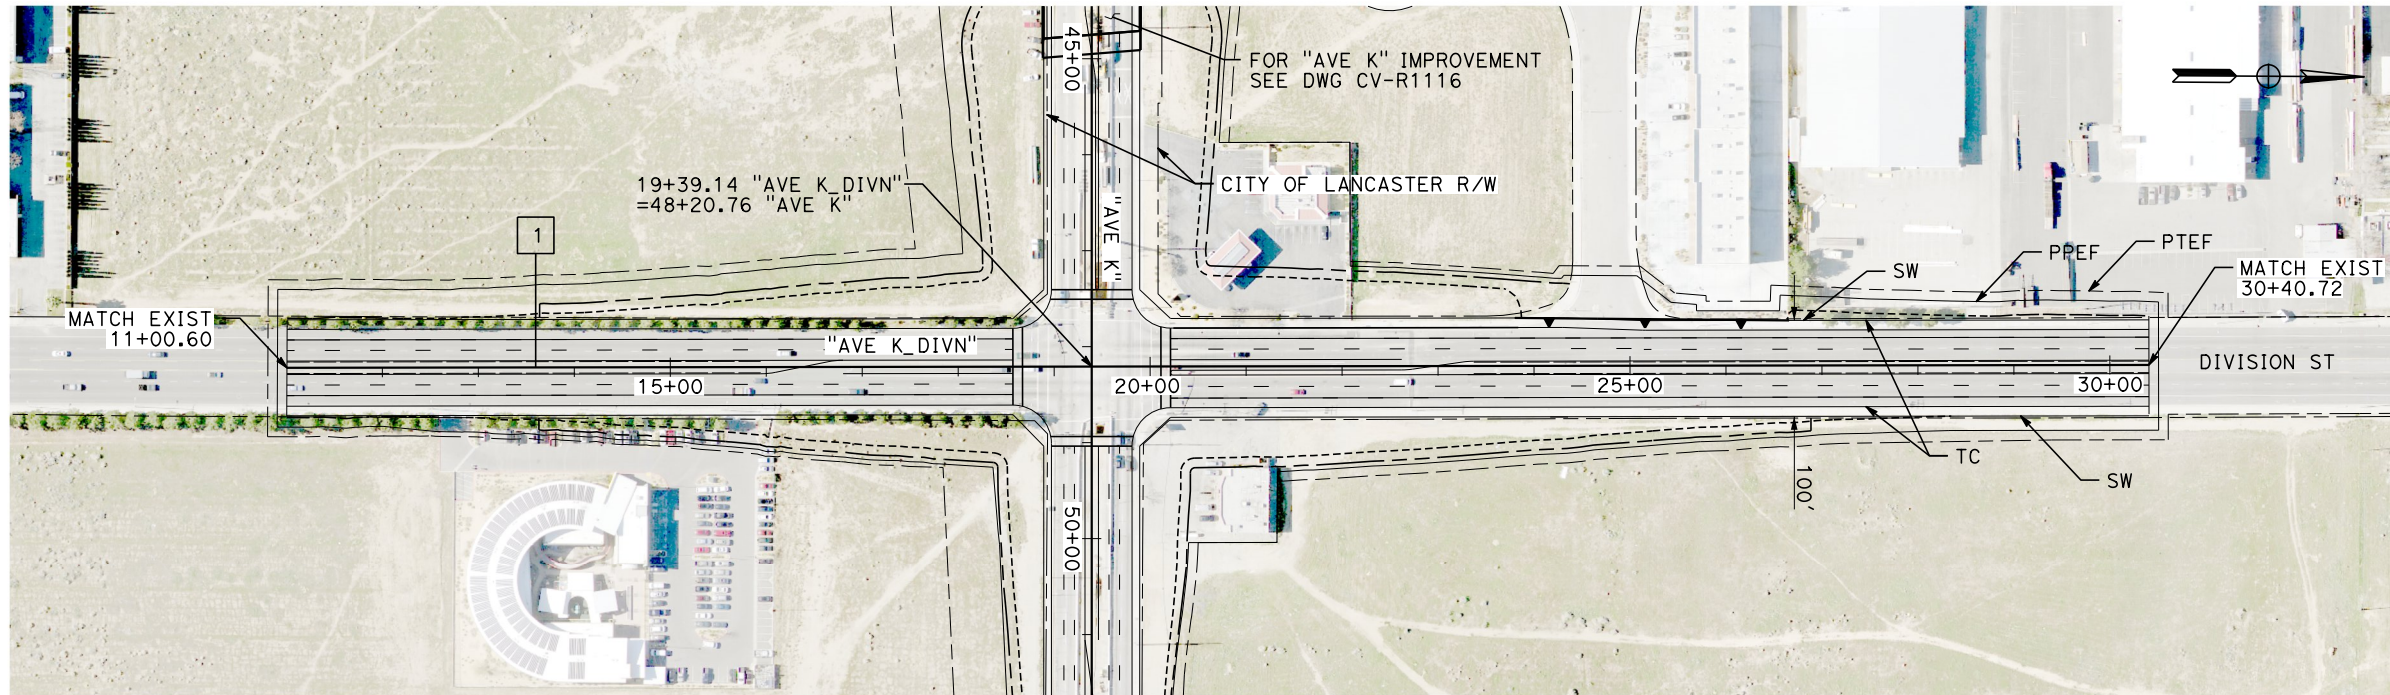 45+00
FOR "AVE K" IMPROVEMENT
SEE DWG CV-R1116
19+39.14 "AVE K_DIVN"
=48+20.76 "AVE K"
CITY OF LANCASTER R/W
"AVE K"
1
PPEF
PTEF
SW
MATCH EXIST
30+40.72
MATCH EXIST
11+00.60
"AVE K_DIVN"
DIVISION ST
15+00
20+00
25+00
30+00
TC
SW
100'
50+00